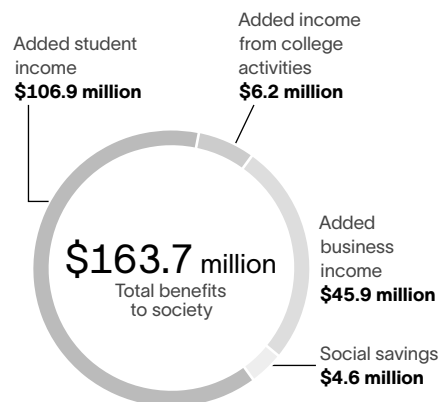 Added student
income
$106.9 million
Added income
from college
activities
$6.2 million
$163.7 million
Total benefits
to society
Added
business
income
$45.9 million
Social savings
$4.6 million